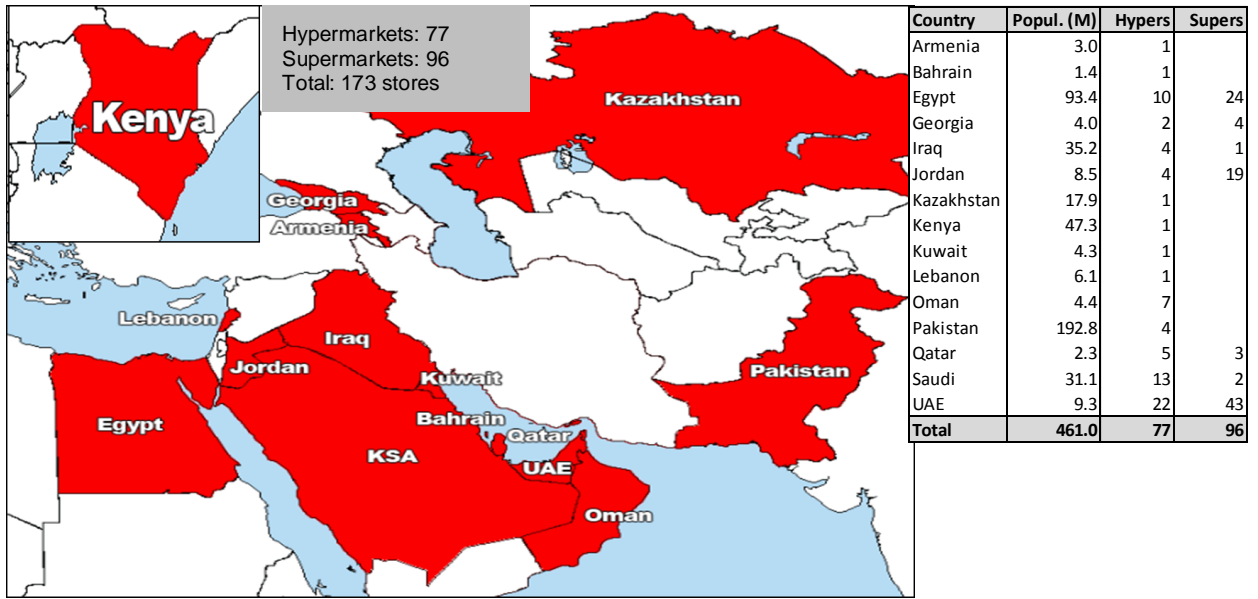 Kenya
Hypermarkets: 77
Supermarkets: 96
Total: 173 stores
Kazakhstan
Georgia
Armenia
Lebanon
Iraq
Jordan
Kuwait
Pakistan
Bahrain
Egypt
Qatar
KSA
UAE
Oman
Country Popul. (M) Hypers Supers
Armenia 3.0 1
Bahrain 1.4 1
Egypt 93.4 10 24
Georgia 4.0 2 4
Iraq 35.2 4 1
Jordan 8.5 4 19
Kazakhstan 17.9 1
Kenya 47.3 1
Kuwait 4.3 1
Lebanon 6.1 1
Oman 4.4 7
Pakistan 192.8 4
Qatar 2.3 5 3
Saudi 31.1 13 2
UAE 9.3 22 43
Total 461.0 77 96